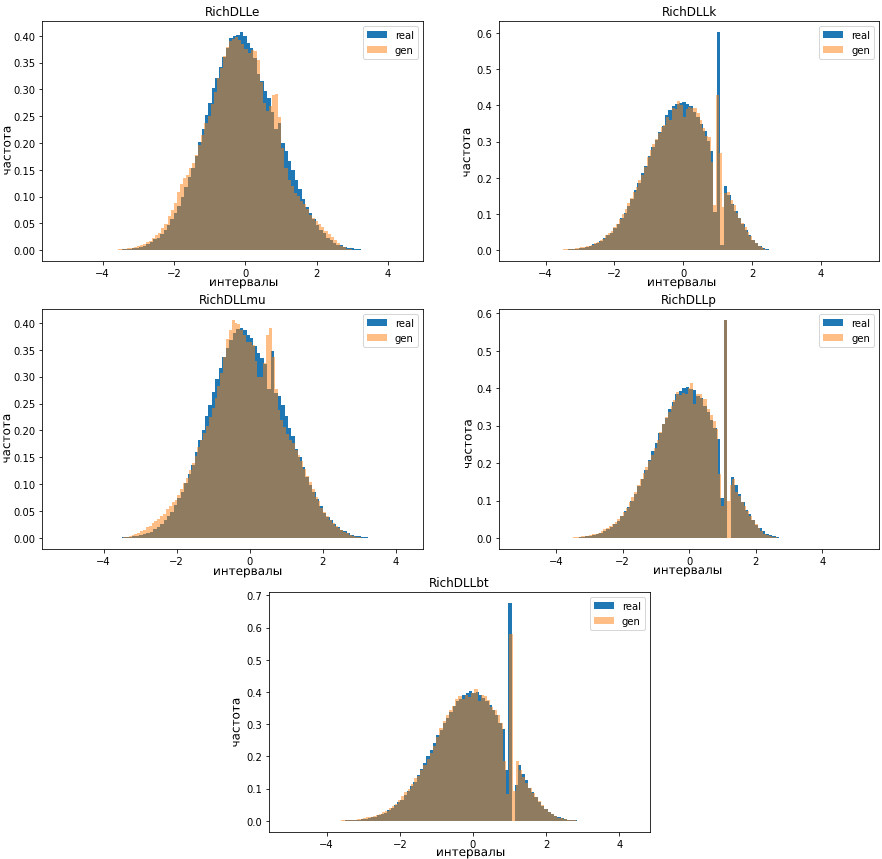 RichDLLe
0.40
0.35
0.30
0.25
0.20
0.15
0.10
0.05
0.00
частота
−4
−2
0
2
4
интервалы
real
gen
RichDLLk
0.6
0.5
0.4
0.3
0.2
0.1
0.0
частота
−4
−2
0
2
4
интервалы
real
gen
RichDLLmu
0.40
0.35
0.30
0.25
0.20
0.15
0.10
0.05
0.00
частота
−4
−2
0
2
4
интервалы
real
gen
RichDLLp
0.6
0.5
0.4
0.3
0.2
0.1
0.0
частота
−4
−2
0
2
4
интервалы
real
gen
RichDLLbt
0.7
0.6
0.5
0.4
0.3
0.2
0.1
0.0
частота
−4
−2
0
2
4
интервалы
real
gen